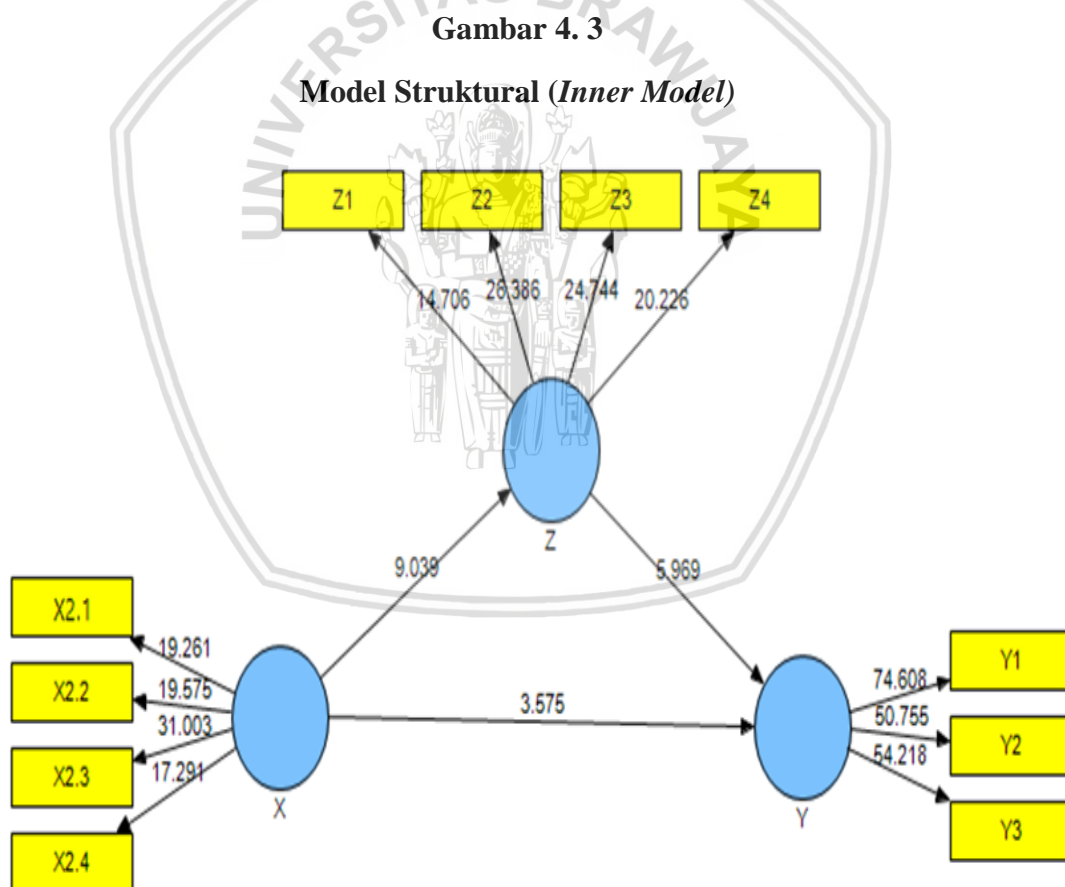 UNIVERSITAS BRAWIJAYA
Gambar 4. 3
Model Struktural (Inner Model)
Z1 Z2 Z3 Z4
14.706 26.386 24.744 20.226
Z
9.039 5.969
X2.1
X2.2
X2.3
X2.4
19.261
19.575
31.003
17.291
X
3.575
Y
74.608
50.755
54.218
Y1
Y2
Y3